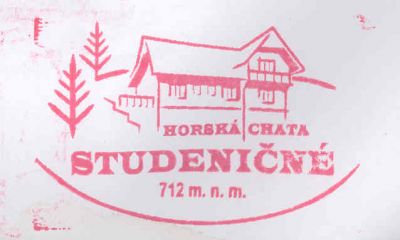 HORSKÁ CHATA
STUDENIČNÉ
712 m. n. m.